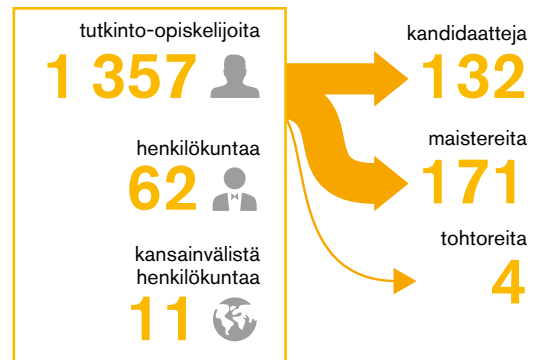 tutkinto-opiskelijoita
1 357
henkilökuntaa
62
kansainvälistä
henkilökuntaa
11
kandidaatteja
132
maistereita
171
tohtoreita
4